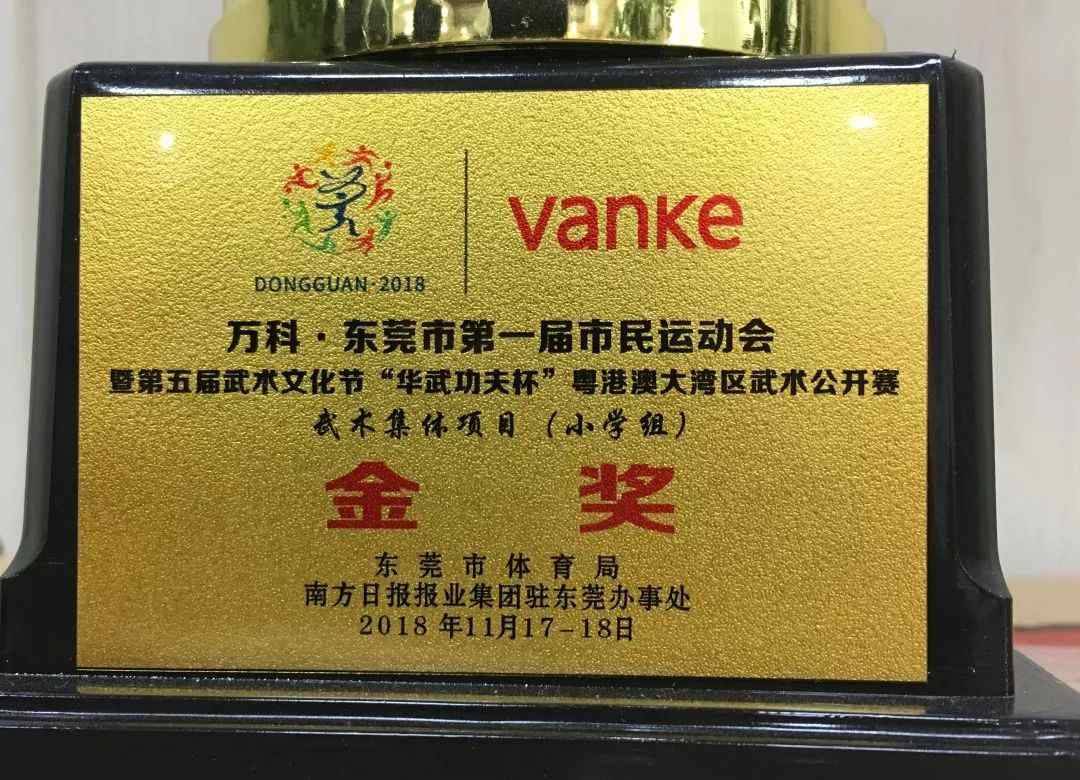 DONGGUAN·2018
vanke
万科·东莞市第一届市民运动会
暨第五届武术文化节“华武功夫杯”粤港澳大湾区武术公开赛
武术集体项目（小学组）
金奖
东莞市体育局
南方日报报业集团驻东莞办事处
2018年11月17-18日